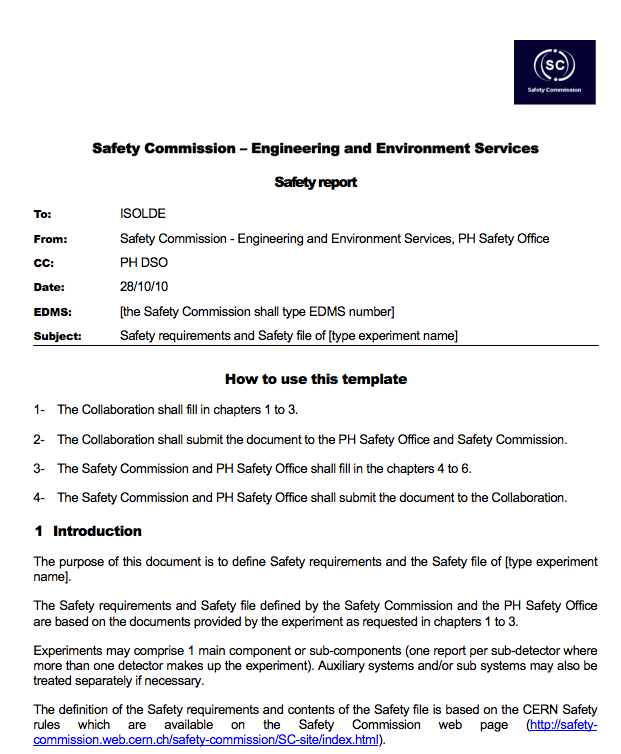 SC
Safety Commission
Safety Commission – Engineering and Environment Services
Safety report
To: ISOLDE
From: Safety Commission - Engineering and Environment Services, PH Safety Office
CC: PH DSO
Date: 28/10/10
EDMS: [the Safety Commission shall type EDMS number]
Subject: Safety requirements and Safety file of [type experiment name]
How to use this template
1- The Collaboration shall fill in chapters 1 to 3.
2- The Collaboration shall submit the document to the PH Safety Office and Safety Commission.
3- The Safety Commission and PH Safety Office shall fill in the chapters 4 to 6.
4- The Safety Commission and PH Safety Office shall submit the document to the Collaboration.
1 Introduction
The purpose of this document is to define Safety requirements and the Safety file of [type experiment
name].
The Safety requirements and Safety file defined by the Safety Commission and the PH Safety Office
are based on the documents provided by the experiment as requested in chapters 1 to 3.
Experiments may comprise 1 main component or sub-components (one report per sub-detector where
more than one detector makes up the experiment). Auxiliary systems and/or sub systems may also be
treated separately if necessary.
The definition of the Safety requirements and contents of the Safety file is based on the CERN Safety
rules which are available on the Safety Commission web page (http://safety-
commission.web.cern.ch/safety-commission/SC-site/index.html).